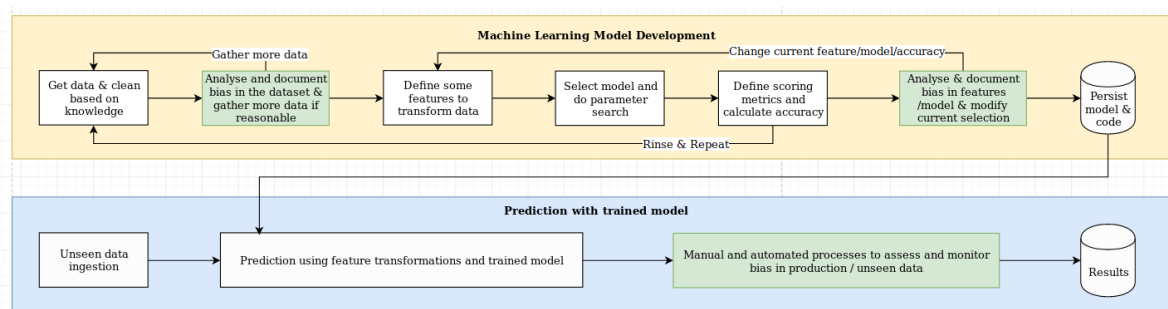 Machine Learning Model Development
Gather more data
Change current feature/model/accuracy
Get data & clean
based on
knowledge
Analyse and document
bias in the dataset &
gather more data if
reasonable
Define some
features to
transform data
Select model and
do parameter
search
Define scoring
metrics and
calculate accuracy
Analyse & document
bias in features
/model & modify
current selection
Persist
model &
code
Rinse & Repeat
Prediction with trained model
Unseen data
ingestion
Prediction using feature transformations and trained model
Manual and automated processes to assess and monitor
bias in production / unseen data
Results